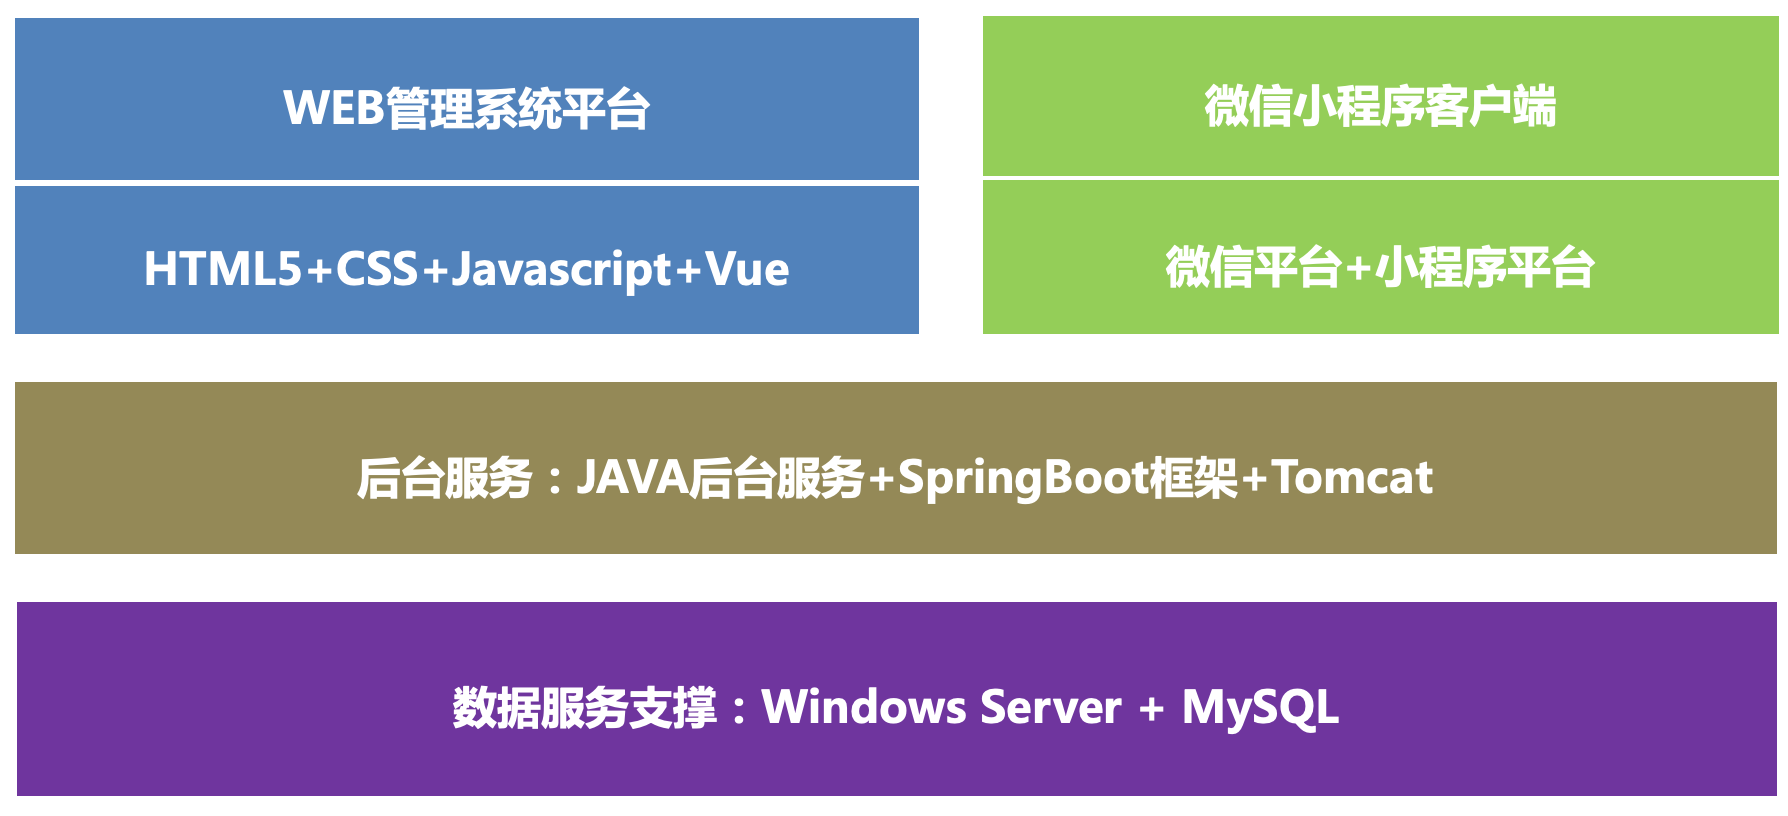 WEB管理系统平台
微信小程序客户端
HTML5+CSS+Javascript+Vue
微信平台+小程序平台
后台服务：JAVA后台服务+SpringBoot框架+Tomcat
数据服务支撑：Windows Server + MySQL